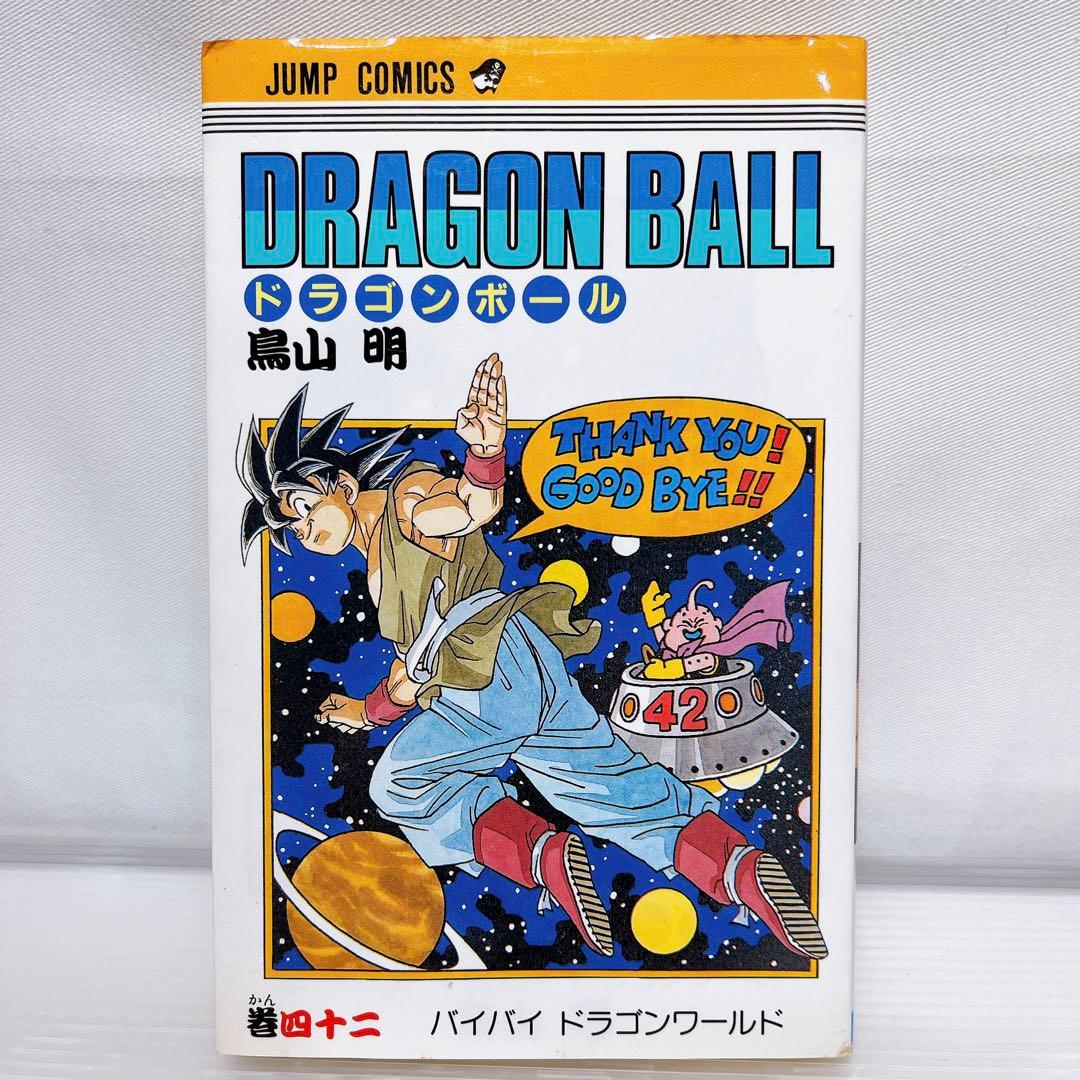 JUMP COMICS
DRAGON BALL
ドラゴンボール
鳥山 明
THANK YOU!
GOOD BYE!!
42
かん
巻四十二 バイバイ ドラゴンワールド